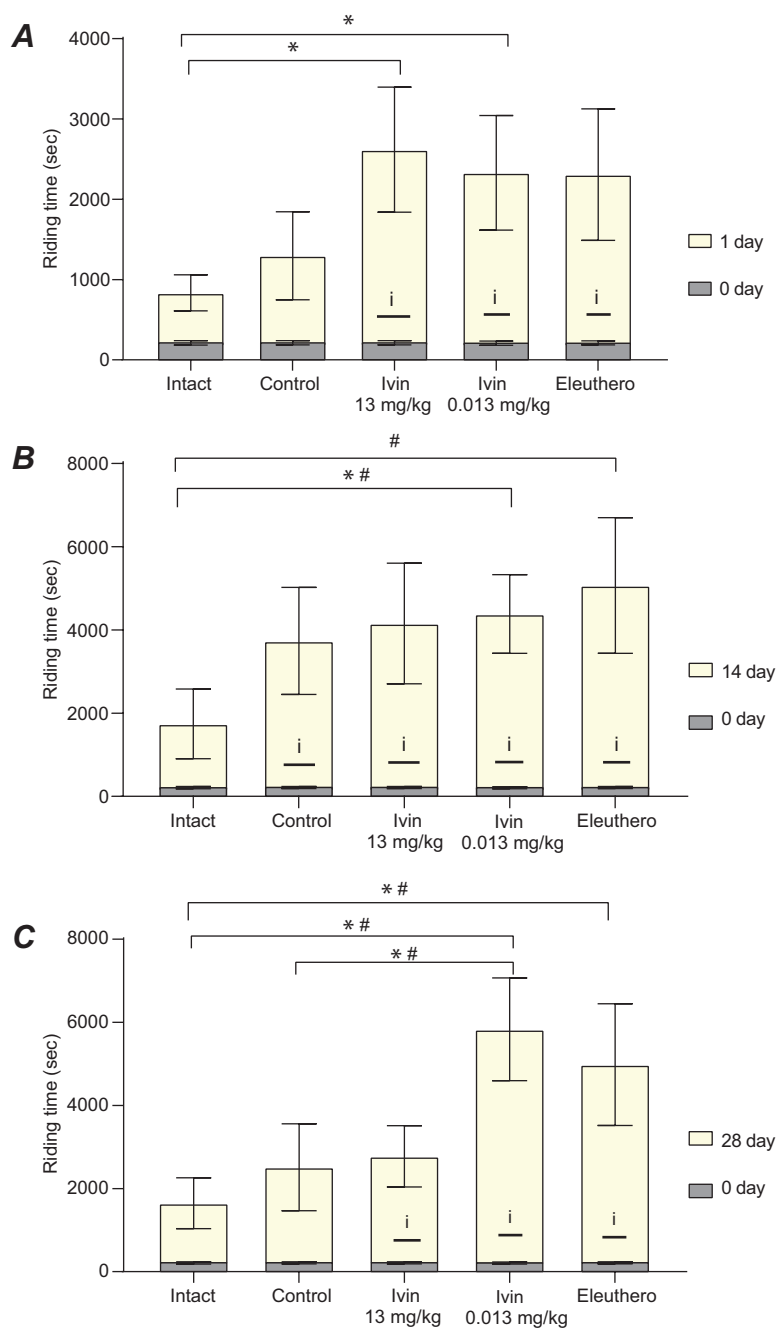 A
*
*
4000
3000
2000
1000
0
Riding time (sec)
i
i
i
1 day
0 day
Intact
Control
Ivin
13 mg/kg
Ivin
0.013 mg/kg
Eleuthero
B
#
* #
8000
6000
4000
2000
0
Riding time (sec)
i
i
i
i
14 day
0 day
Intact
Control
Ivin
13 mg/kg
Ivin
0.013 mg/kg
Eleuthero
C
* #
* #
* #
8000
6000
4000
2000
0
Riding time (sec)
i
i
i
28 day
0 day
Intact
Control
Ivin
13 mg/kg
Ivin
0.013 mg/kg
Eleuthero